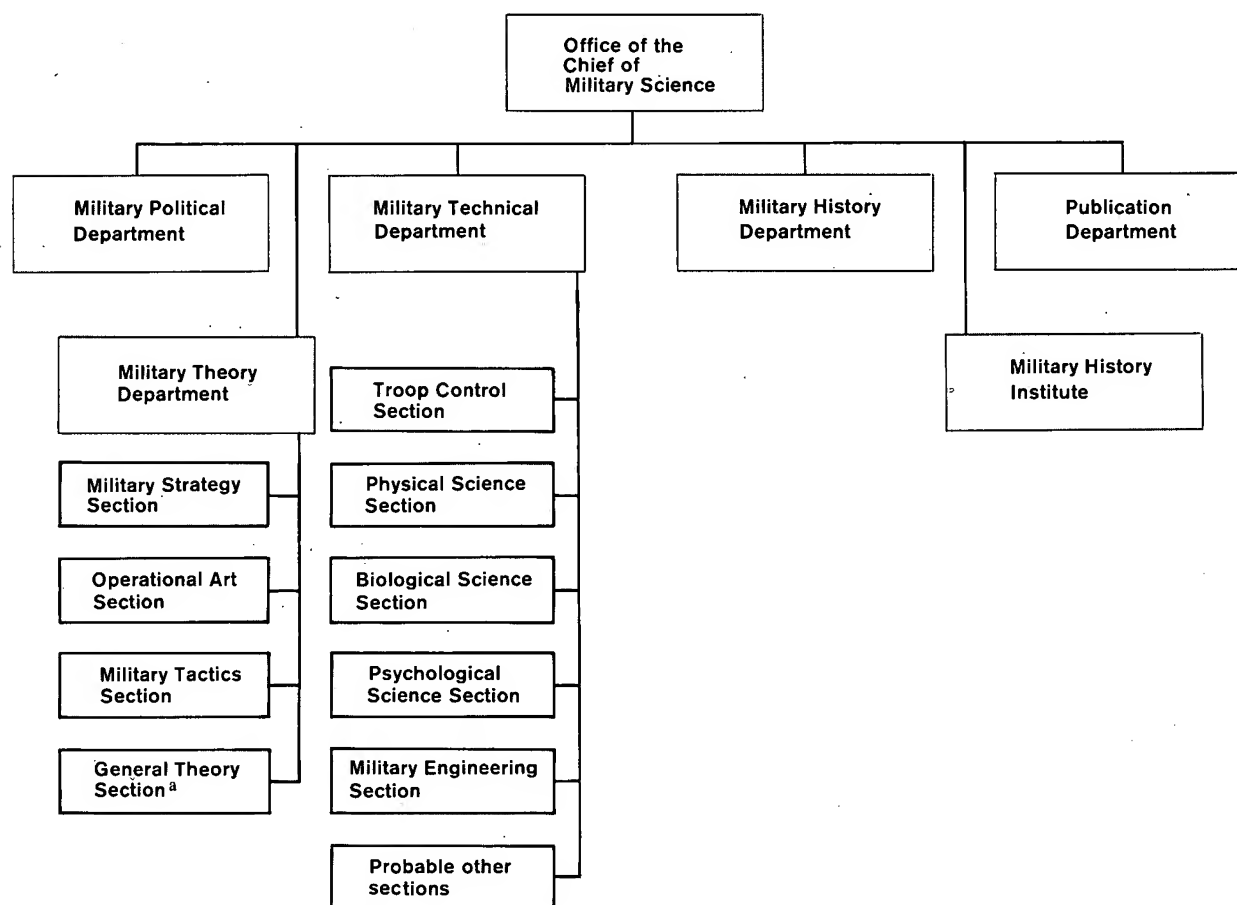 Office of the
Chief of
Military Science
Military Political
Department
Military Technical
Department
Military History
Department
Publication
Department
Military Theory
Department
Military History
Institute
Troop Control
Section
Military Strategy
Section
Physical Science
Section
Operational Art
Section
Biological Science
Section
Military Tactics
Section
Psychological
Science Section
General Theory
Section a
Military Engineering
Section
Probable other
sections